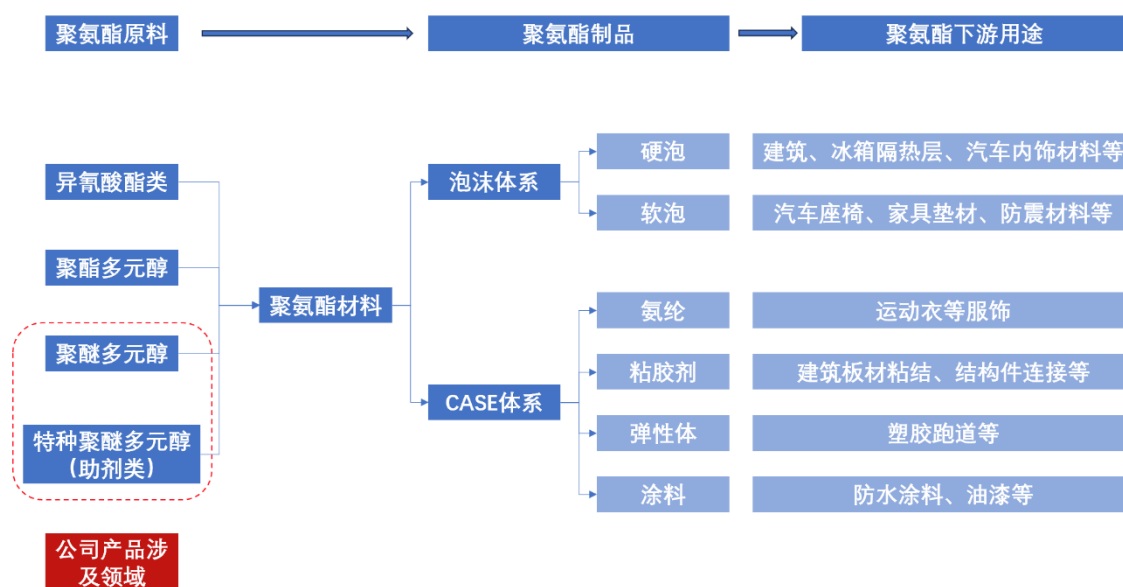 聚氨酯原料
聚氨酯制品
聚氨酯下游用途
异氰酸酯类
聚酯多元醇
聚醚多元醇
特种聚醚多元醇
（助剂类）
公司产品涉
及领域
聚氨酯材料
泡沫体系
CASE体系
硬泡
建筑、冰箱隔热层、汽车内饰材料等
软泡
汽车座椅、家具垫材、防震材料等
氨纶
运动衣等服饰
粘胶剂
建筑板材粘结、结构件连接等
弹性体
塑胶跑道等
涂料
防水涂料、油漆等